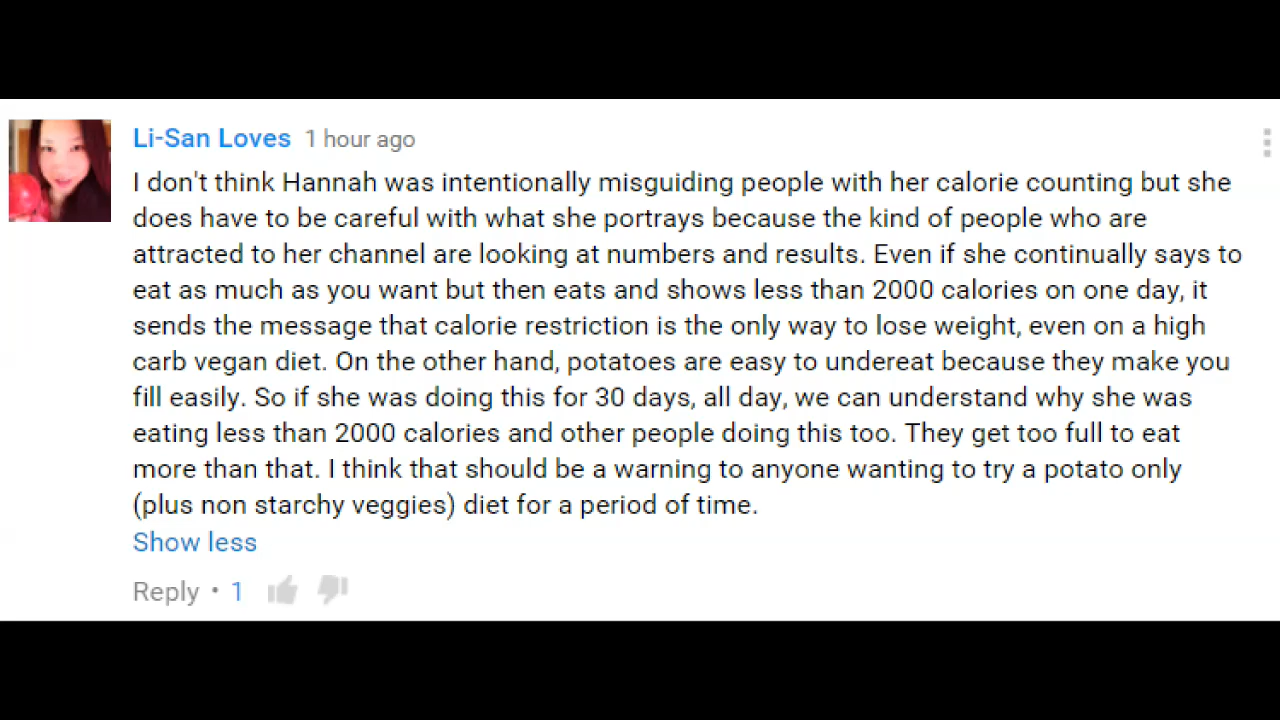 Li-San Loves 1 hour ago
I don't think Hannah was intentionally misguiding people with her calorie counting but she
does have to be careful with what she portrays because the kind of people who are
attracted to her channel are looking at numbers and results. Even if she continually says to
eat as much as you want but then eats and shows less than 2000 calories on one day, it
sends the message that calorie restriction is the only way to lose weight, even on a high
carb vegan diet. On the other hand, potatoes are easy to undereat because they make you
fill easily. So if she was doing this for 30 days, all day, we can understand why she was
eating less than 2000 calories and other people doing this too. They get too full to eat
more than that. I think that should be a warning to anyone wanting to try a potato only
(plus non starchy veggies) diet for a period of time.
Show less
Reply • 1